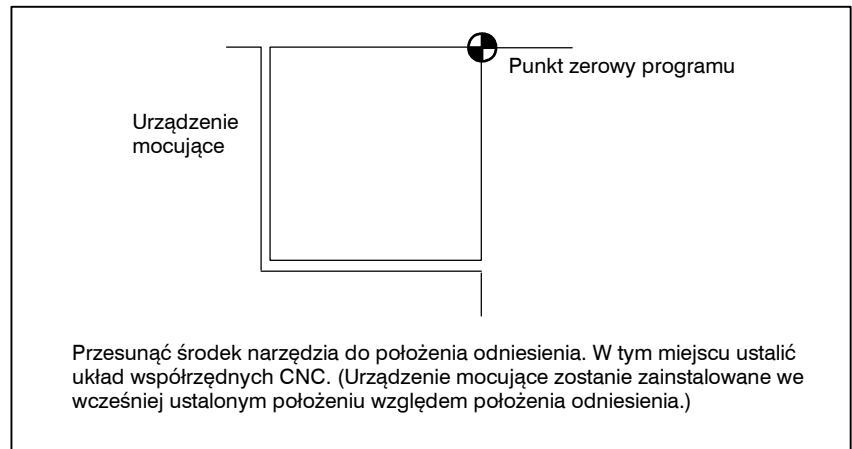 Punkt zerowy programu
Urządzenie
mocujące
Przesunąć środek narzędzia do położenia odniesienia. W tym miejscu ustalić
układ współrzędnych CNC. (Urządzenie mocujące zostanie zainstalowane we
wcześniej ustalonym położeniu względem położenia odniesienia.)